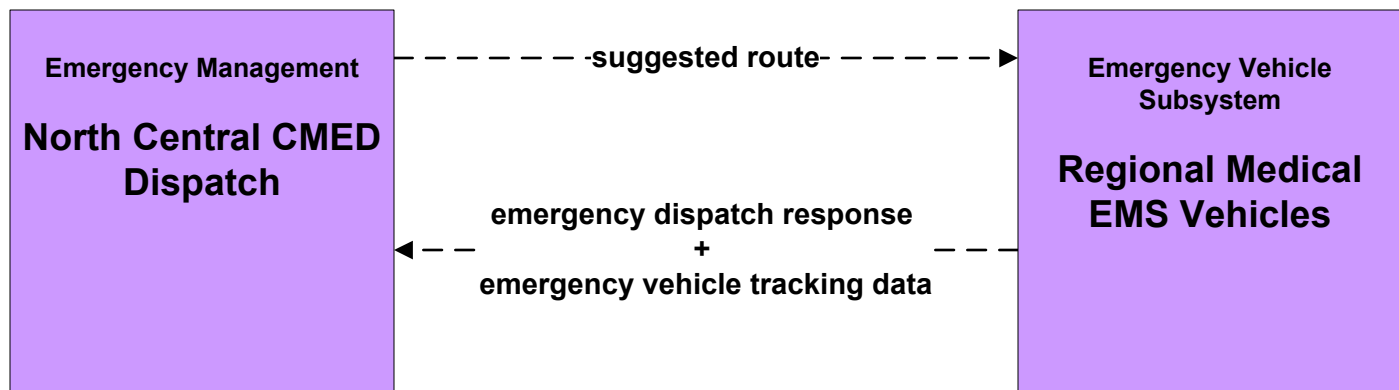 Emergency Management
North Central CMED
Dispatch
suggested route
emergency dispatch response
+
emergency vehicle tracking data
Emergency Vehicle
Subsystem
Regional Medical
EMS Vehicles